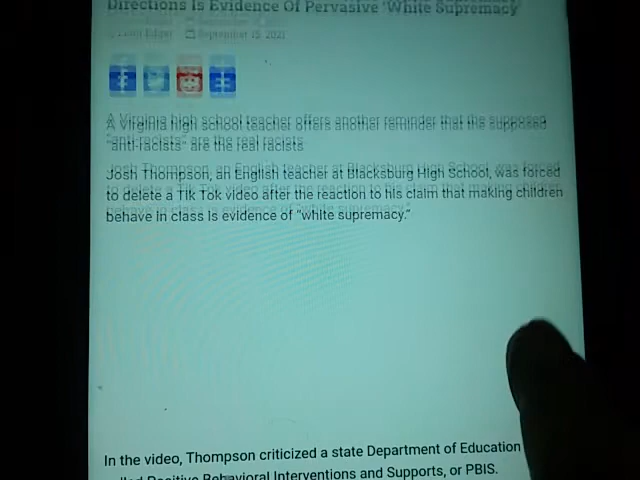 Directions Is Evidence Of Pervasive 'White Supremacy
September 15, 2021
A Virginia high school teacher offers another reminder that the supposed
"anti-racists" are the real racists
Josh Thompson, an English teacher at Blacksburg High School, was forced
to delete a Tik Tok video after the reaction to his claim that making children
behave in class is evidence of "white supremacy."
In the video, Thompson criticized a state Department of Education
Positive Behavioral Interventions and Supports, or PBIS.